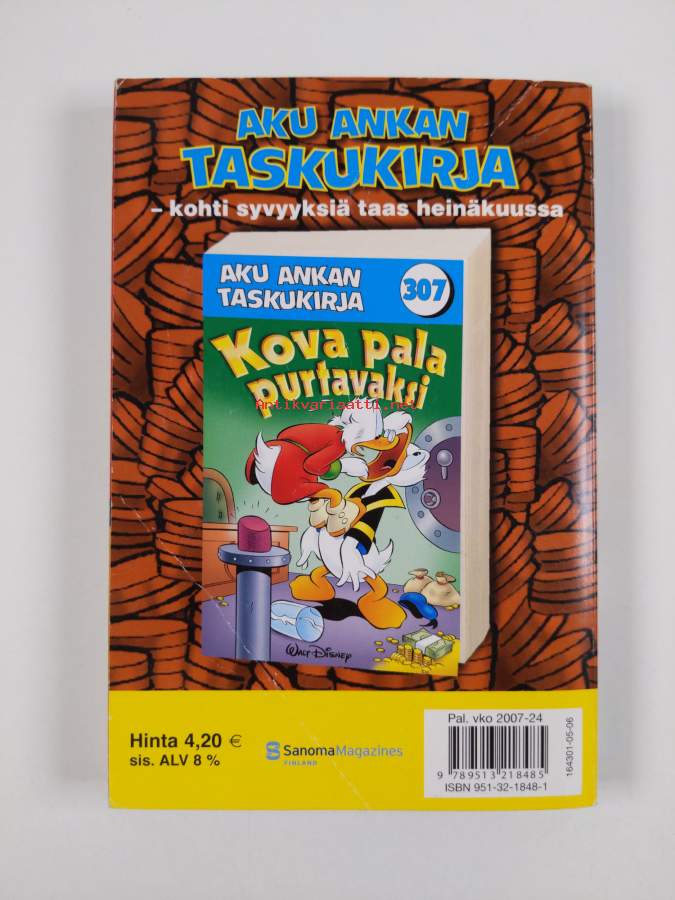 AKU ANKAN
TASKUKIRJA
– kohti syvyyksiä taas heinäkuussa
AKU ANKAN
TASKUKIRJA
307
Kova pala
purtavaksi
Antikvariaatti.net
WALT DISNEY
Hinta 4,20 €
sis. ALV 8 %
SanomaMagazines
FINLAND
Pal. vko 2007-24
9 789513 218485
ISBN 951-32-1848-1
164301-05-06